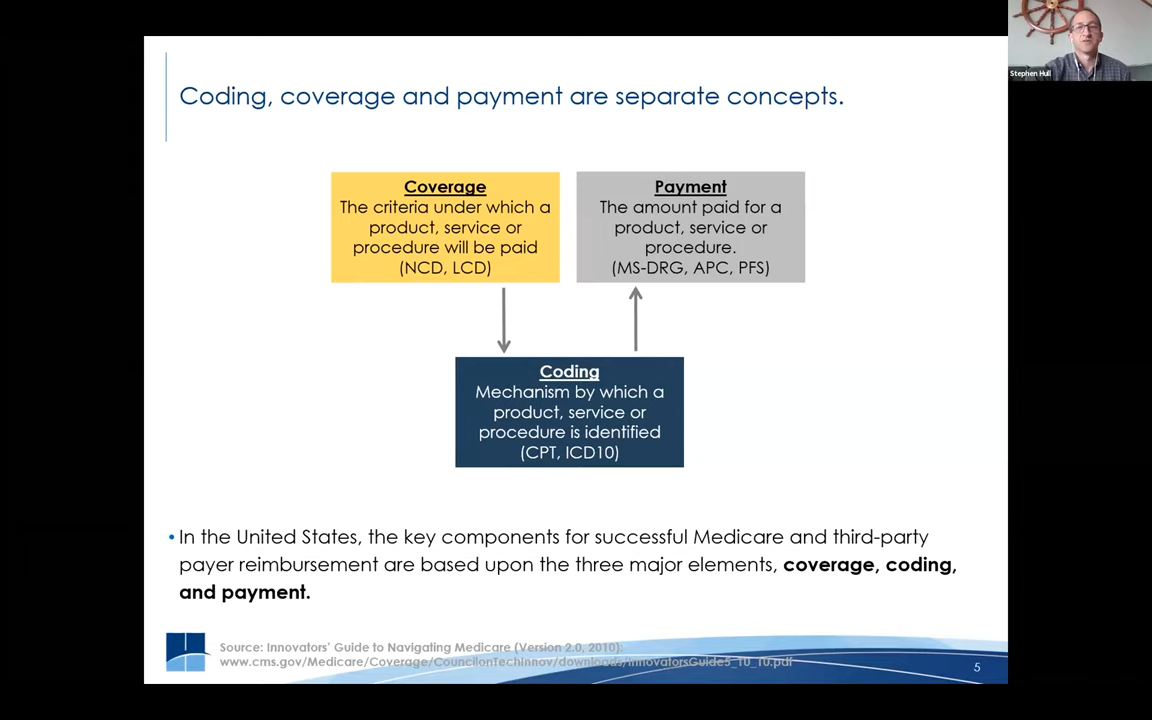 Stephen Hull
Coding, coverage and payment are separate concepts.
Coverage
The criteria under which a
product, service or
procedure will be paid
(NCD, LCD)
Payment
The amount paid for a
product, service or
procedure.
(MS-DRG, APC, PFS)
Coding
Mechanism by which a
product, service or
procedure is identified
(CPT, ICD10)
• In the United States, the key components for successful Medicare and third-party
payer reimbursement are based upon the three major elements, coverage, coding,
and payment.
Source: Innovators' Guide to Navigating Medicare (Version 2.0, 2010):
www.cms.gov/Medicare/Coverage/CouncilonTechInnov/downloads/InnovatorsGuide5_10_10.pdf
5